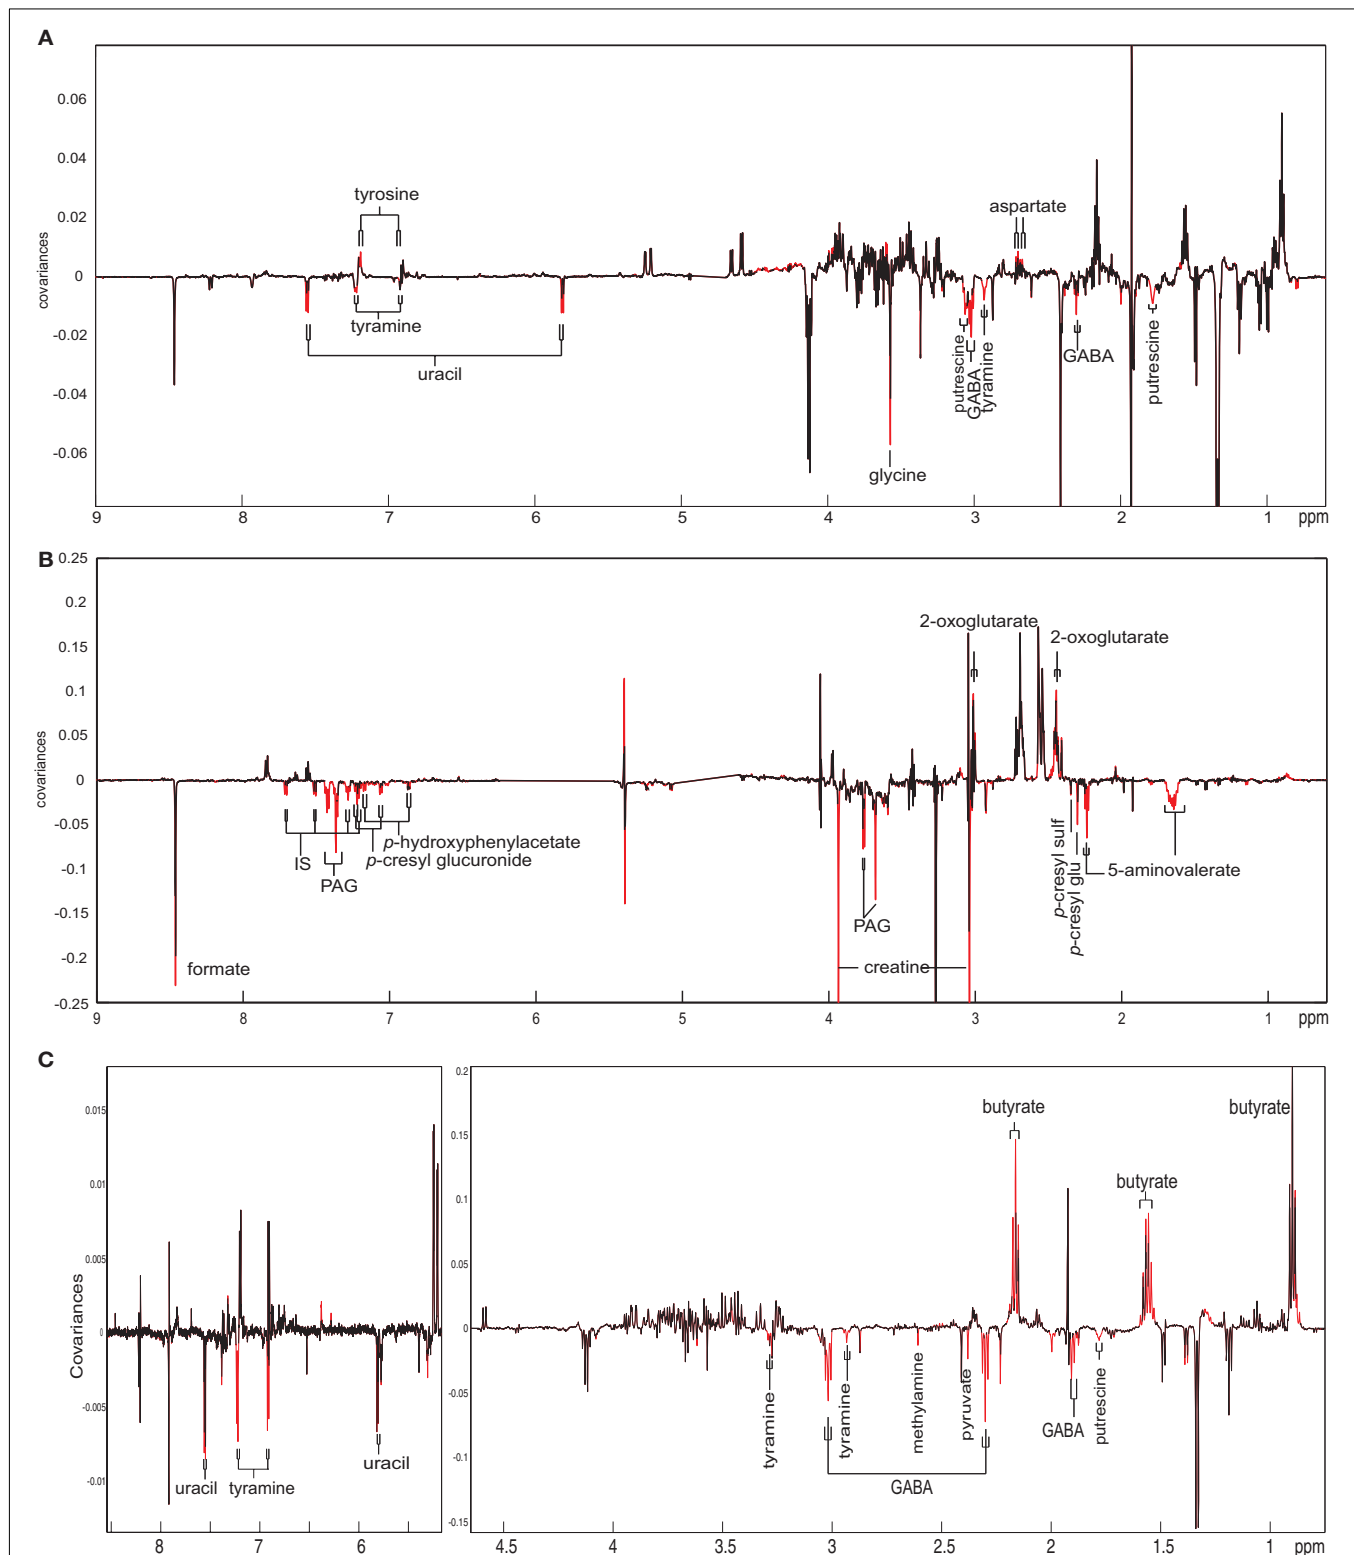 A
covariances
0.06
0.04
0.02
0
-0.02
-0.04
-0.06
tyrosine
tyramine
uracil
aspartate
putrescine
GABA
tyramine
GABA
putrescine
glycine
9 8 7 6 5 4 3 2 1 ppm
B
covariances
0.25
0.2
0.15
0.1
0.05
0
-0.05
-0.1
-0.15
-0.2
-0.25
2-oxoglutarate
2-oxoglutarate
p-hydroxyphenylacetate
p-cresyl glucuronide
IS
PAG
formate
PAG
creatine
p-cresyl sulf
p-cresyl glu
5-aminovalerate
9 8 7 6 5 4 3 2 1 ppm
C
Covariances
0.015
0.01
0.005
0
-0.005
-0.01
uracil
tyramine
uracil
8 7 6
0.2
0.15
0.1
0.05
0
-0.05
-0.1
-0.15
butyrate
butyrate
butyrate
tyramine
tyramine
methylamine
pyruvate
GABA
putrescine
GABA
4.5 4 3.5 3 2.5 2 1.5 1 ppm